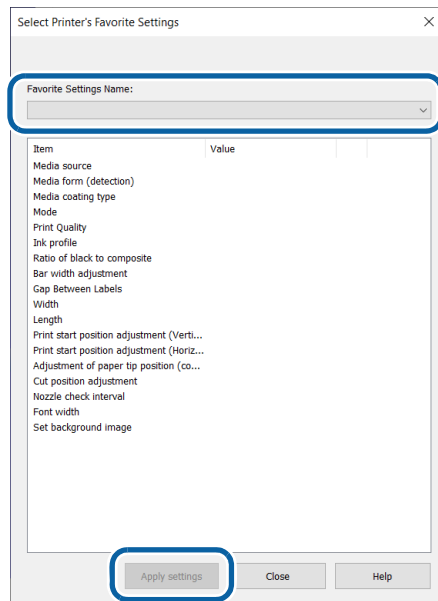 Select Printer's Favorite Settings
Favorite Settings Name:
Item Value
Media source
Media form (detection)
Media coating type
Mode
Print Quality
Ink profile
Ratio of black to composite
Bar width adjustment
Gap Between Labels
Width
Length
Print start position adjustment (Verti...
Print start position adjustment (Horiz...
Adjustment of paper tip position (co...
Cut position adjustment
Nozzle check interval
Font width
Set background image
Apply settings Close Help